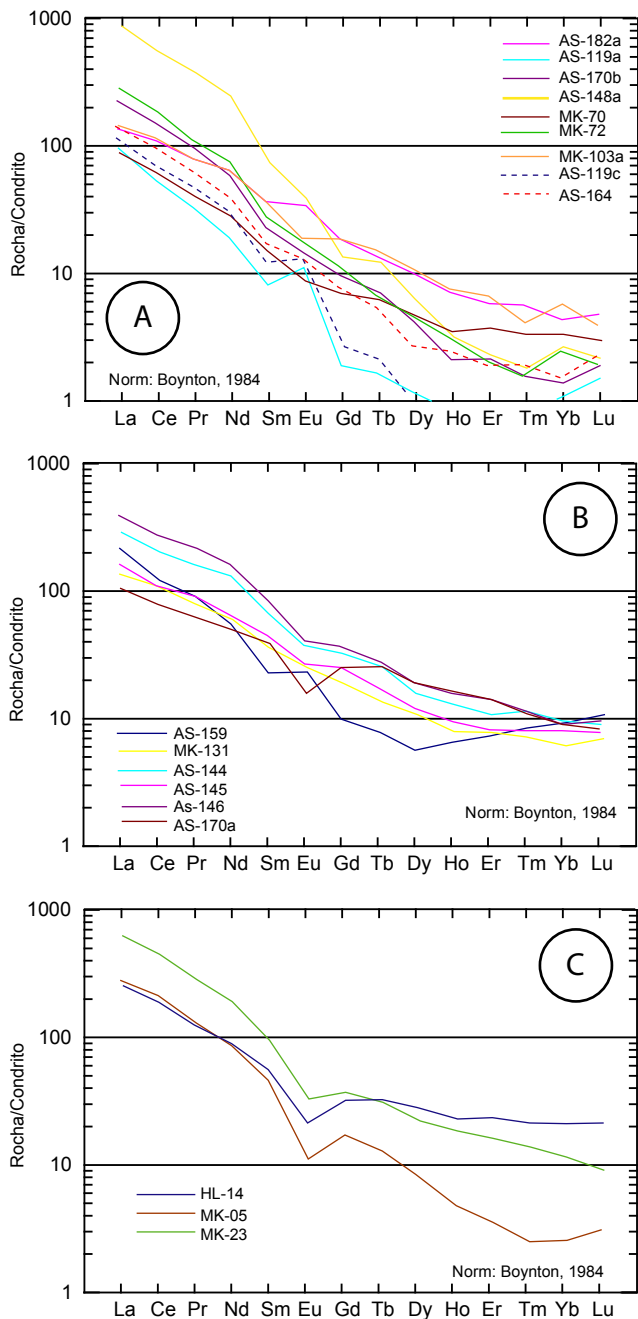 1000
100
10
1
Rocha/Condrito
AS-182a
AS-119a
AS-170b
AS-148a
MK-70
MK-72
MK-103a
AS-119c
AS-164
A
Norm: Boynton, 1984
La Ce Pr Nd Sm Eu Gd Tb Dy Ho Er Tm Yb Lu
1000
100
10
1
Rocha/Condrito
B
AS-159
MK-131
AS-144
AS-145
As-146
AS-170a
Norm: Boynton, 1984
La Ce Pr Nd Sm Eu Gd Tb Dy Ho Er Tm Yb Lu
1000
100
10
1
Rocha/Condrito
C
HL-14
MK-05
MK-23
Norm: Boynton, 1984
La Ce Pr Nd Sm Eu Gd Tb Dy Ho Er Tm Yb Lu